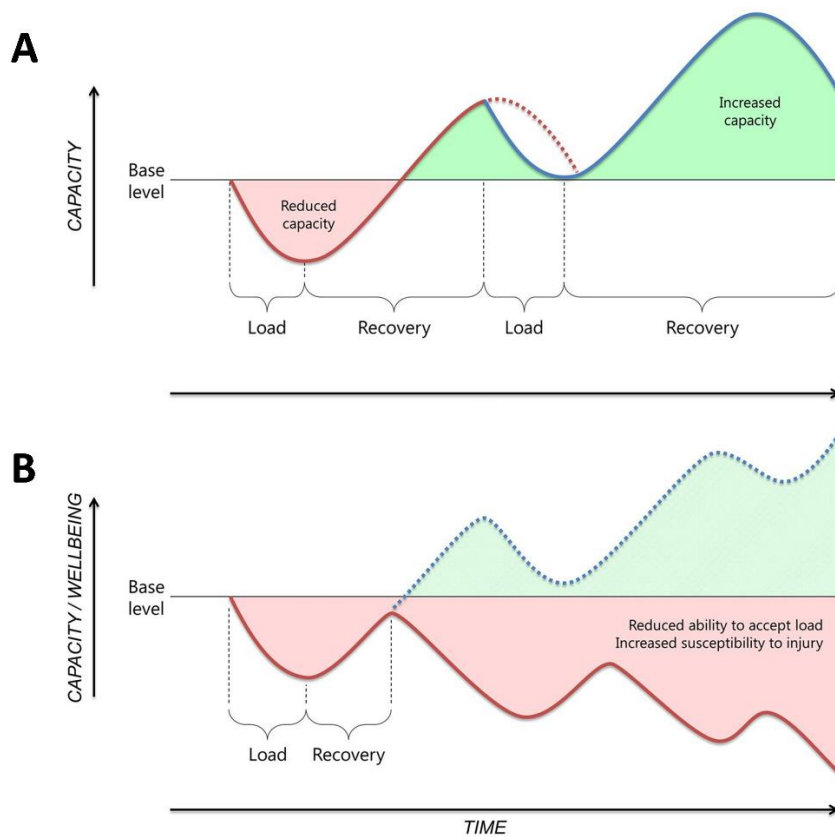 A
CAPACITY
Base
level
Reduced
capacity
Increased
capacity
Load
Recovery
Load
Recovery
B
CAPACITY / WELLBEING
Base
level
Reduced ability to accept load
Increased susceptibility to injury
Load
Recovery
TIME